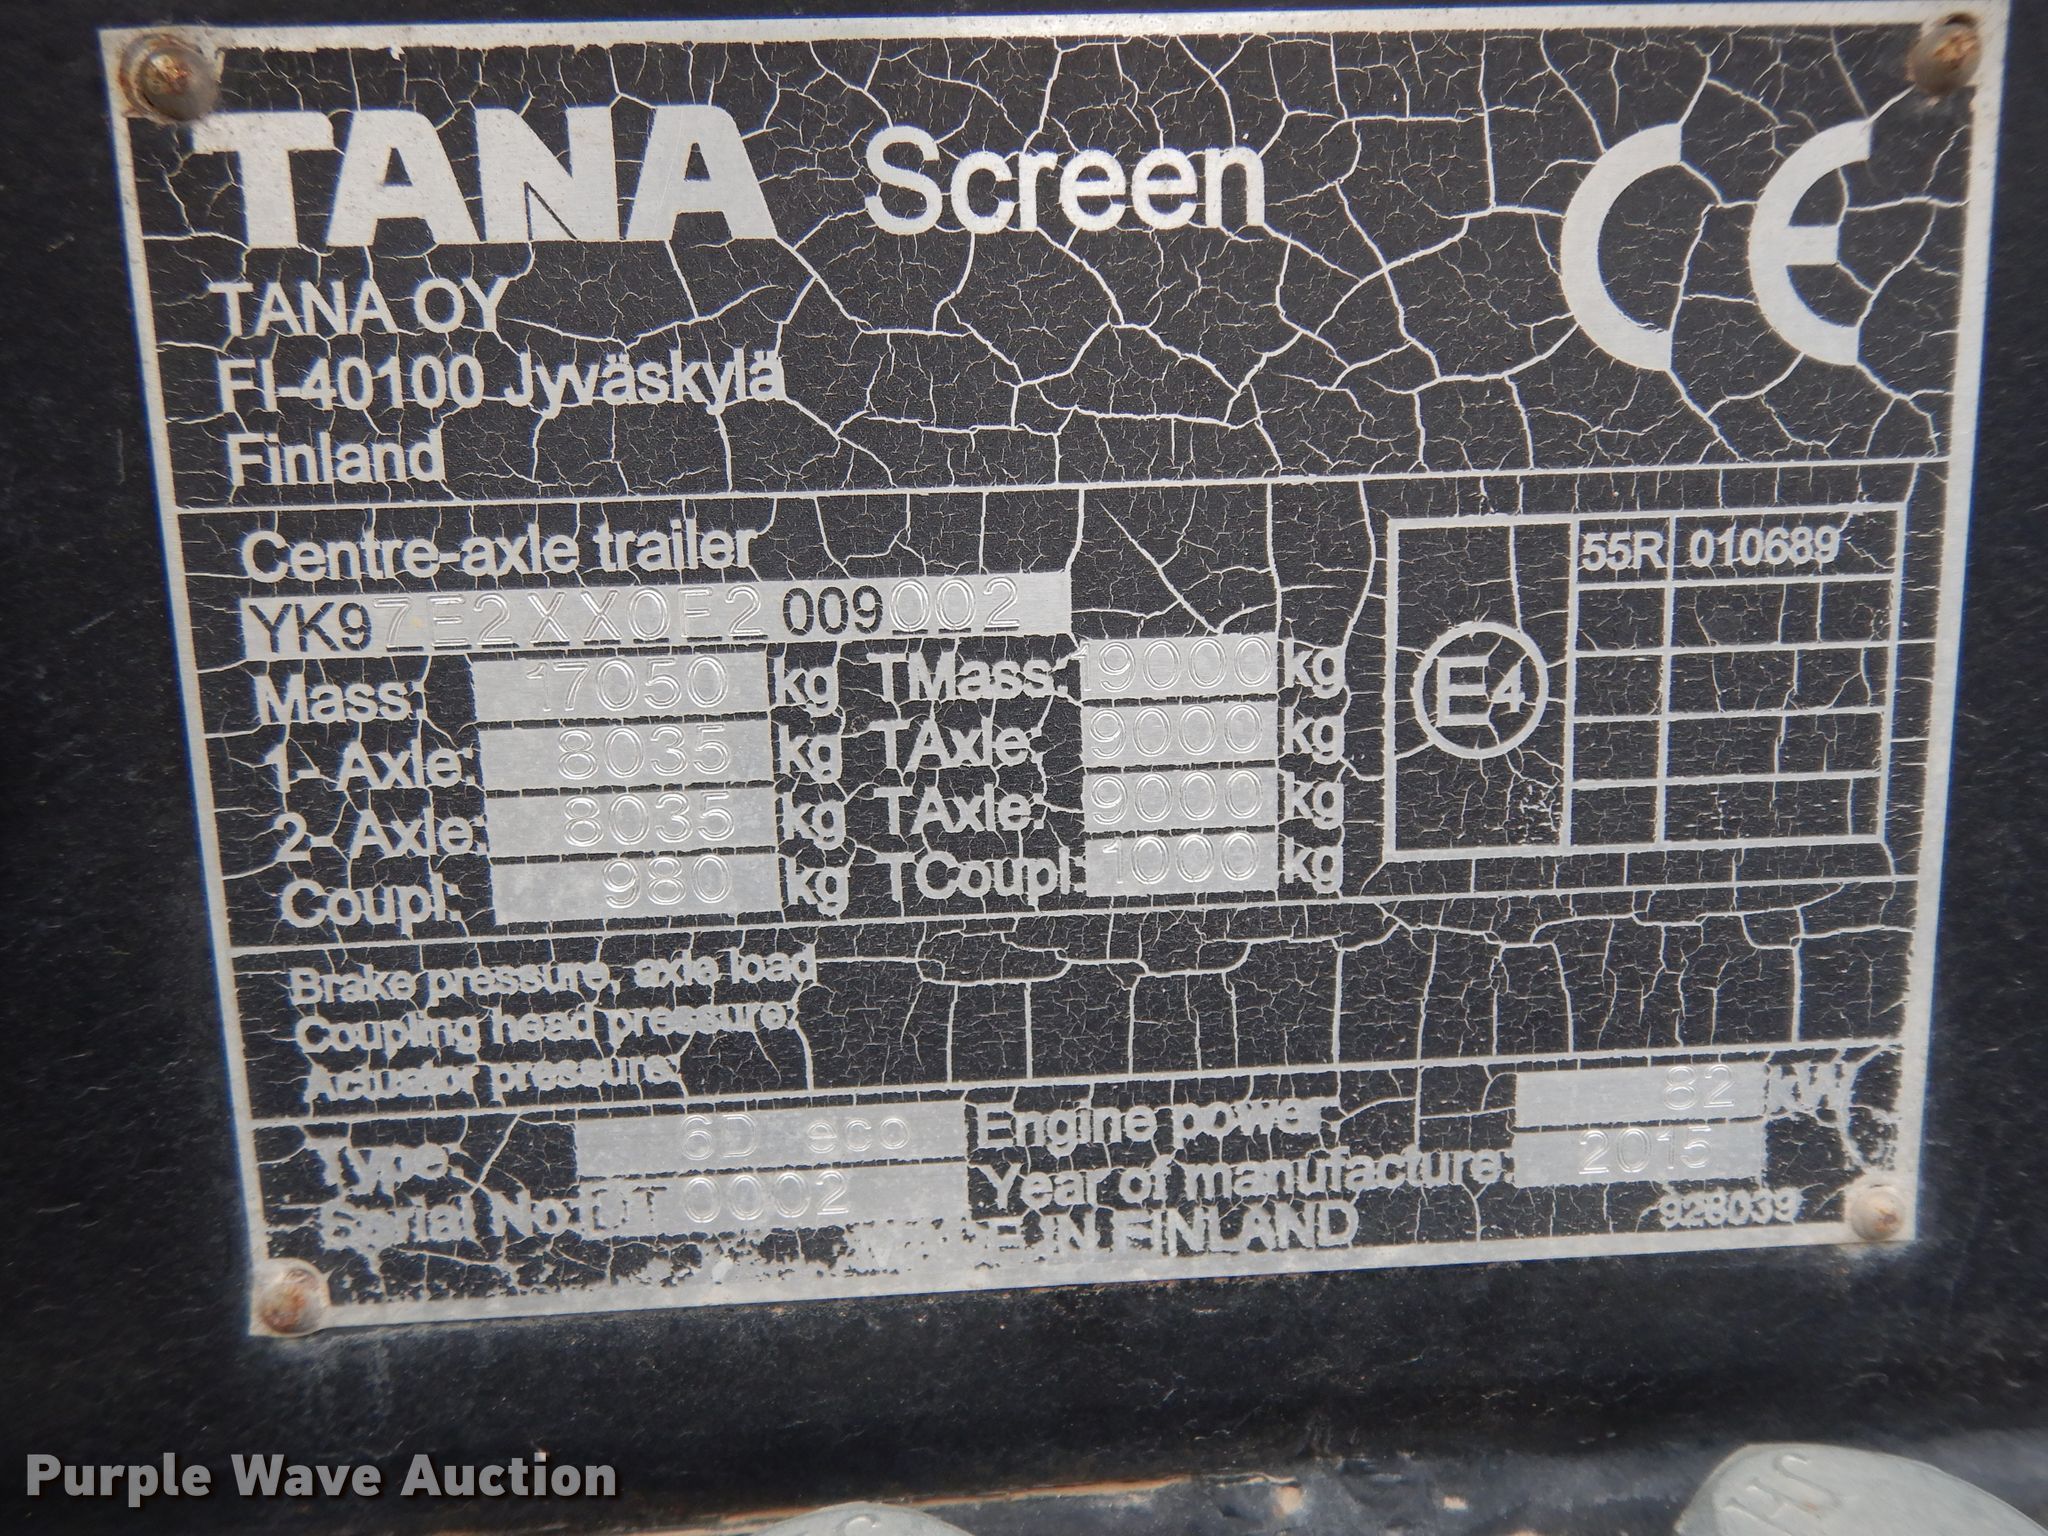 TANA Screen CE
TANA OY
FI-40100 Jyväskylä
Finland
Centre-axle trailer
YK97E2XX0F2009002
Mass: 17050 kg TMass: 19000 kg
1- Axle: 8035 kg TAxle: 9000 kg
2- Axle: 8035 kg TAxle: 9000 kg
Coupl: 980 kg TCoupl: 1000 kg
55R 010689
E4
Brake pressure, axle load
Coupling head pressure:
Actuator pressure:
Type: 6D eco Engine power 82 kW
Serial No: 0002 Year of manufacture: 2015
MADE IN FINLAND 928039
Purple Wave Auction